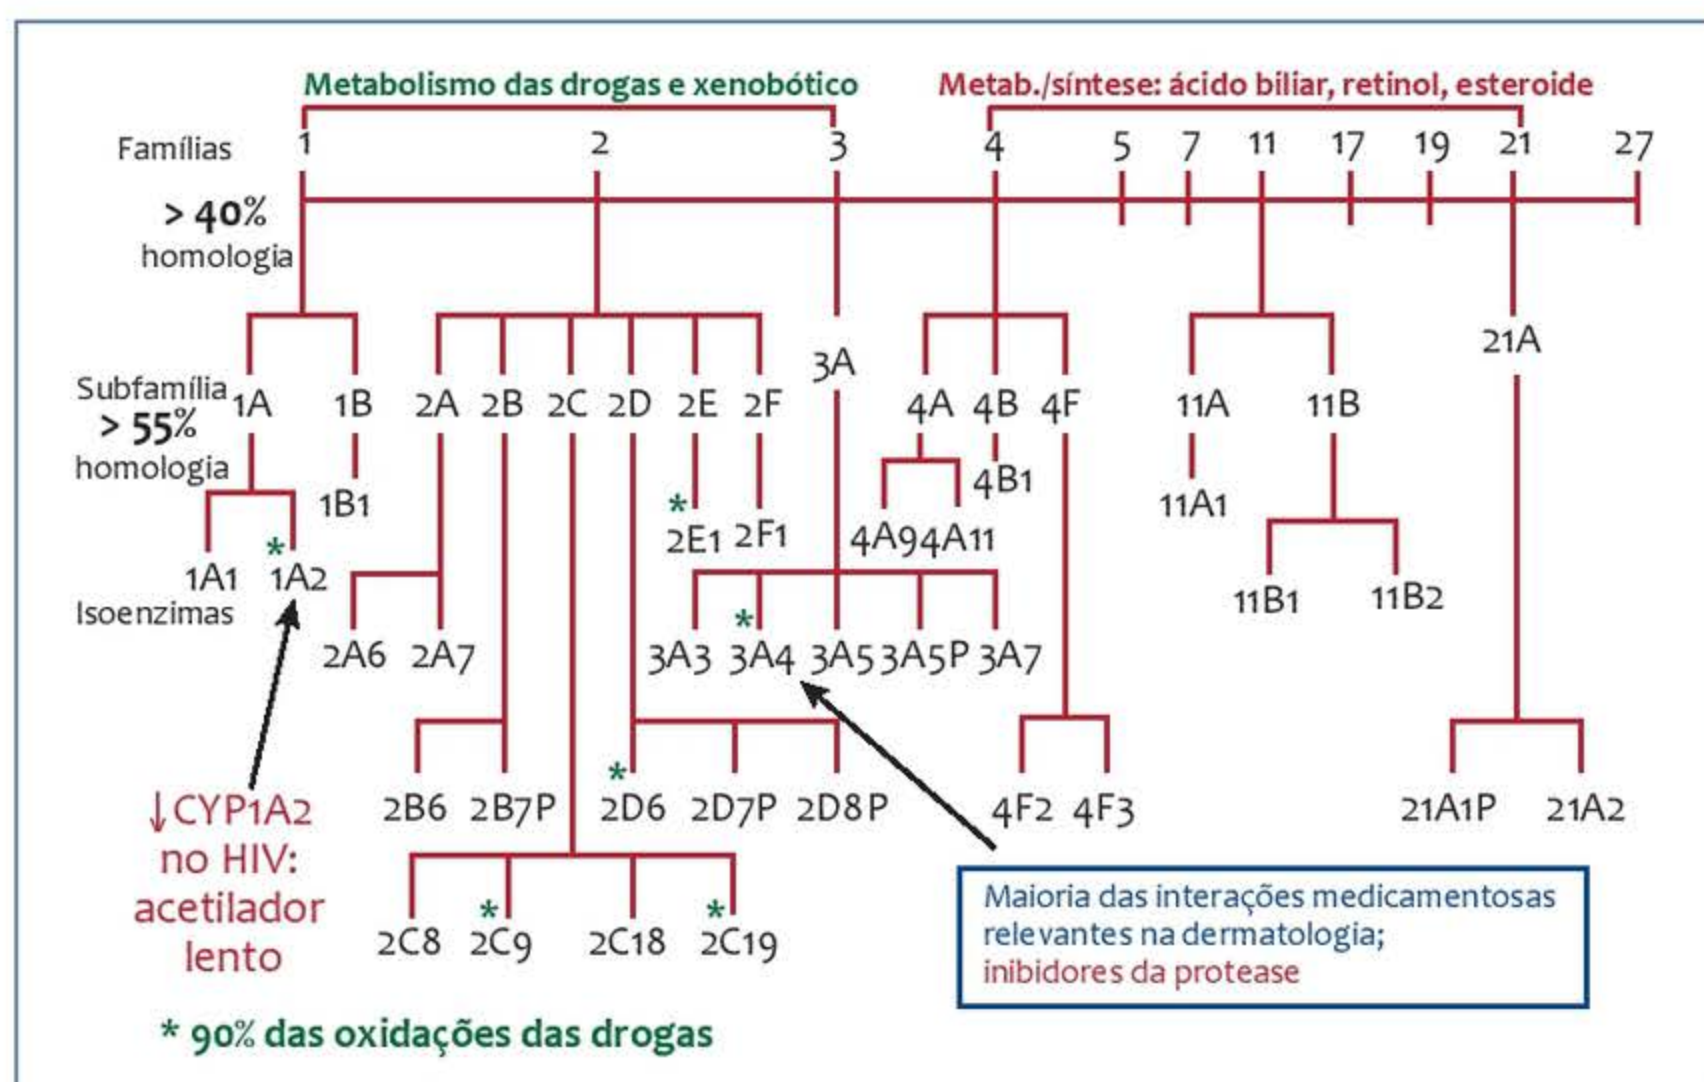 Metabolismo das drogas e xenobótico
Metab./síntese: ácido biliar, retinol, esteroide
Famílias 1 2 3 4 5 7 11 17 19 21 27
> 40%
homologia
21A
3A
Subfamília
1A 1B 2A 2B 2C 2D 2E 2F 4A 4B 4F 11A 11B
> 55%
homologia
4B1
1B1 11A1
* *
2E1 2F1 4A9 4A11
1A1 1A2
Isoenzimas
11B1 11B2
*
2A6 2A7 3A3 3A4 3A5 3A5P 3A7
*
2B6 2B7P 2D6 2D7P 2D8P 4F2 4F3 21A1P 21A2
↓ CYP1A2
no HIV:
acetilador
lento
* *
2C8 2C9 2C18 2C19
Maioria das interações medicamentosas
relevantes na dermatologia;
inibidores da protease
* 90% das oxidações das drogas